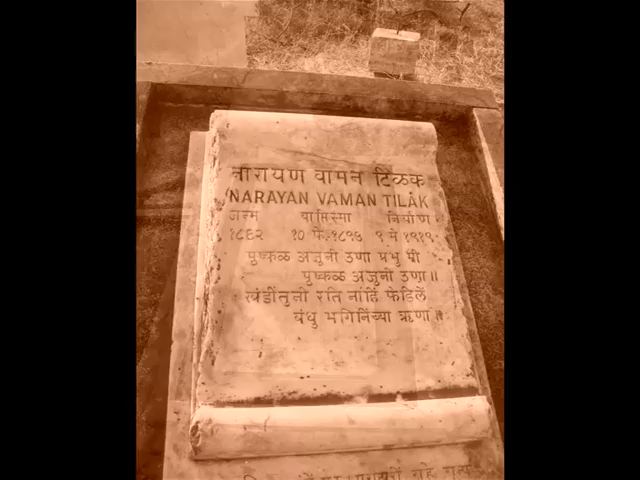 नारायण वामन टिळक
NARAYAN VAMAN TILAK
जन्म बाप्तिस्मा निर्याण
१८६२ १० फे. १८९५ ९ मे १९१९
पुष्कळ अजुनी उणा प्रभु मी
पुष्कळ अजुनी उणा॥
खंडीतुनी रति नाहिं फेडिलें
बंधु भगिनिंच्या ऋणा॥